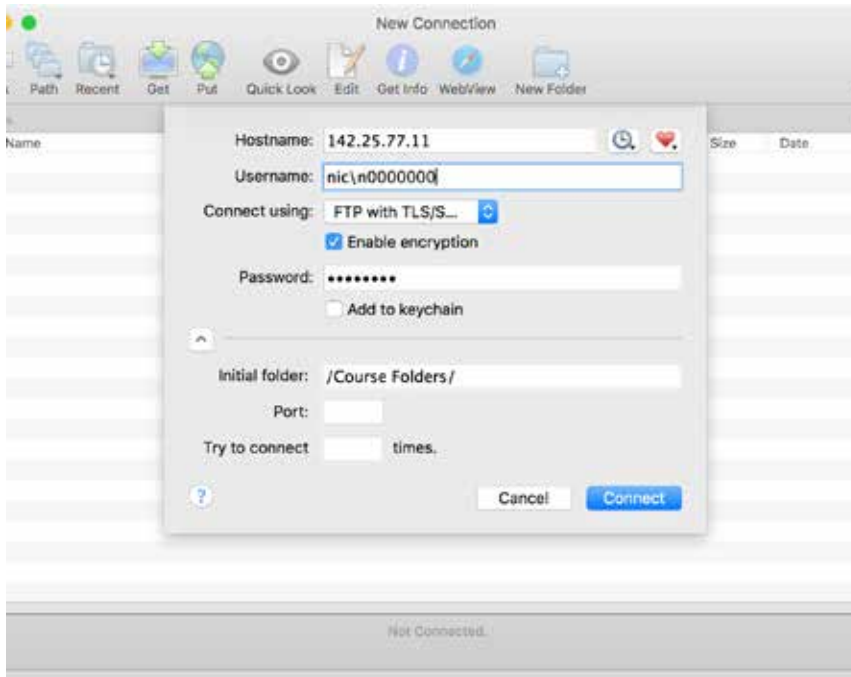 New Connection
Path Recent Get Put Quick Look Edit Get Info WebView New Folder
Name Size Date
Hostname: 142.25.77.11
Username: nic\n0000000
Connect using: FTP with TLS/S...
Enable encryption
Password: ••••••••
Add to keychain
Initial folder: /Course Folders/
Port:
Try to connect times.
? Cancel Connect
Not Connected.